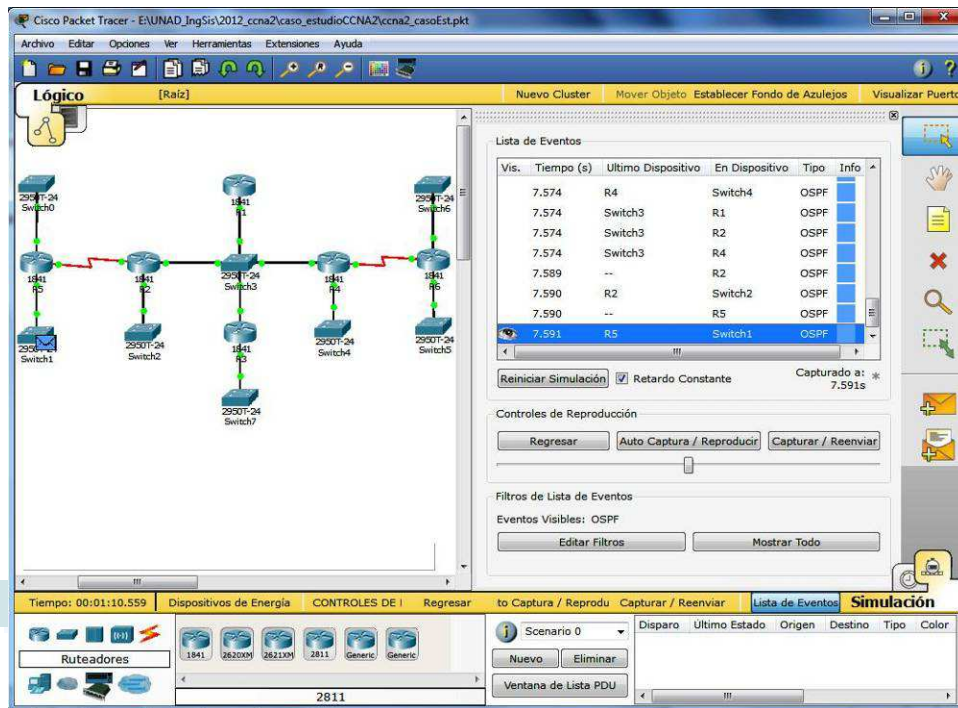 Cisco Packet Tracer - E:\UNAD_IngSis\2012_ccna2\caso_estudioCCNA2\ccna2_casoEst.pkt
Archivo Editar Opciones Ver Herramientas Extensiones Ayuda
Lógico [Raíz] Nuevo Cluster Mover Objeto Establecer Fondo de Azulejos Visualizar Puerto
Lista de Eventos
Vis. Tiempo (s) Ultimo Dispositivo En Dispositivo Tipo Info
7.574 R4 Switch4 OSPF
7.574 Switch3 R1 OSPF
7.574 Switch3 R2 OSPF
7.574 Switch3 R4 OSPF
7.589 -- R2 OSPF
7.590 R2 Switch2 OSPF
7.590 -- R5 OSPF
7.591 R5 Switch1 OSPF
Reiniciar Simulación Retardo Constante Capturado a: *
7.591s
Controles de Reproducción
Regresar Auto Captura / Reproducir Capturar / Reenviar
Filtros de Lista de Eventos
Eventos Visibles: OSPF
Editar Filtros Mostrar Todo
2950T-24
Switch0
1841
R1
2950T-24
Switch6
1841
R5
1841
R2
2950T-24
Switch3
1841
R4
1841
R6
2950T-24
Switch1
2950T-24
Switch2
1841
R3
2950T-24
Switch4
2950T-24
Switch5
2950T-24
Switch7
Tiempo: 00:01:10.559 Dispositivos de Energía CONTROLES DE I Regresar to Captura / Reprodu Capturar / Reenviar Lista de Eventos Simulación
Ruteadores
1841 2620XM 2621XM 2811 Generic Generic
2811
Scenario 0
Nuevo Eliminar
Ventana de Lista PDU
Disparo Último Estado Origen Destino Tipo Color